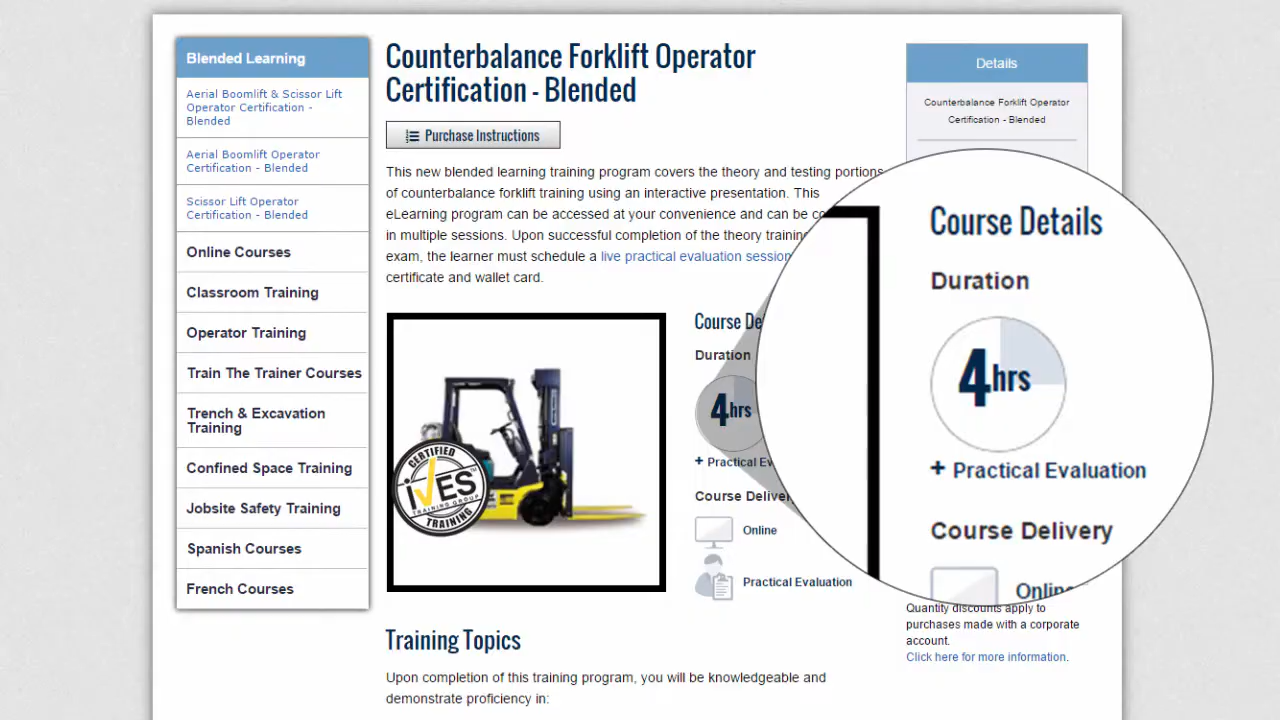 Blended Learning
Aerial Boomlift & Scissor Lift
Operator Certification -
Blended
Aerial Boomlift Operator
Certification - Blended
Scissor Lift Operator
Certification - Blended
Online Courses
Classroom Training
Operator Training
Train The Trainer Courses
Trench & Excavation
Training
Confined Space Training
Jobsite Safety Training
Spanish Courses
French Courses
Counterbalance Forklift Operator
Certification - Blended
Purchase Instructions
This new blended learning training program covers the theory and testing portions
of counterbalance forklift training using an interactive presentation. This
eLearning program can be accessed at your convenience and can be co
in multiple sessions. Upon successful completion of the theory training
exam, the learner must schedule a live practical evaluation session
certificate and wallet card.
CERTIFIED
iVES
TRAINING GROUP
TRAINING
Course De
Duration
4hrs
+ Practical Ev
Course Delivery
Online
Practical Evaluation
Training Topics
Upon completion of this training program, you will be knowledgeable and
demonstrate proficiency in:
Details
Counterbalance Forklift Operator
Certification - Blended
Course Details
Duration
4hrs
+ Practical Evaluation
Course Delivery
Online
Quantity discounts apply to
purchases made with a corporate
account.
Click here for more information.